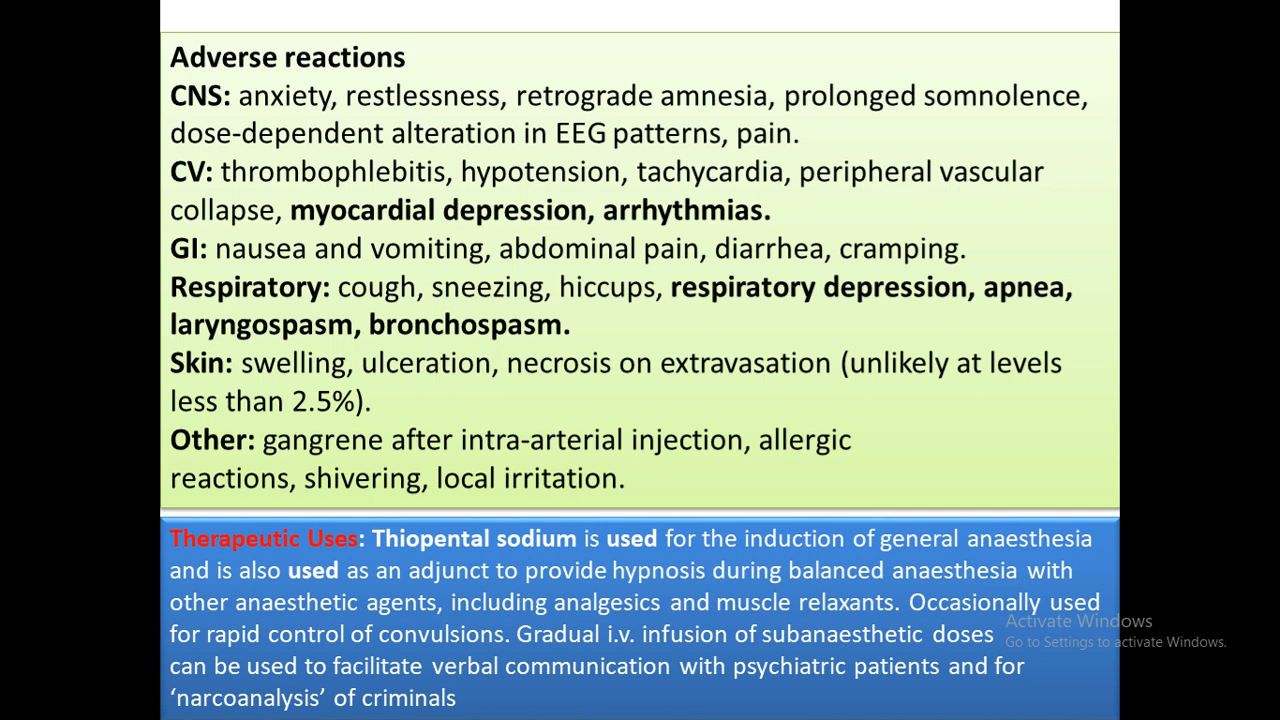 Adverse reactions
CNS: anxiety, restlessness, retrograde amnesia, prolonged somnolence,
dose-dependent alteration in EEG patterns, pain.
CV: thrombophlebitis, hypotension, tachycardia, peripheral vascular
collapse, myocardial depression, arrhythmias.
GI: nausea and vomiting, abdominal pain, diarrhea, cramping.
Respiratory: cough, sneezing, hiccups, respiratory depression, apnea,
laryngospasm, bronchospasm.
Skin: swelling, ulceration, necrosis on extravasation (unlikely at levels
less than 2.5%).
Other: gangrene after intra-arterial injection, allergic
reactions, shivering, local irritation.
Therapeutic Uses: Thiopental sodium is used for the induction of general anaesthesia
and is also used as an adjunct to provide hypnosis during balanced anaesthesia with
other anaesthetic agents, including analgesics and muscle relaxants. Occasionally used
for rapid control of convulsions. Gradual i.v. infusion of subanaesthetic doses
can be used to facilitate verbal communication with psychiatric patients and for
‘narcoanalysis’ of criminals
Activate Windows
Go to Settings to activate Windows.